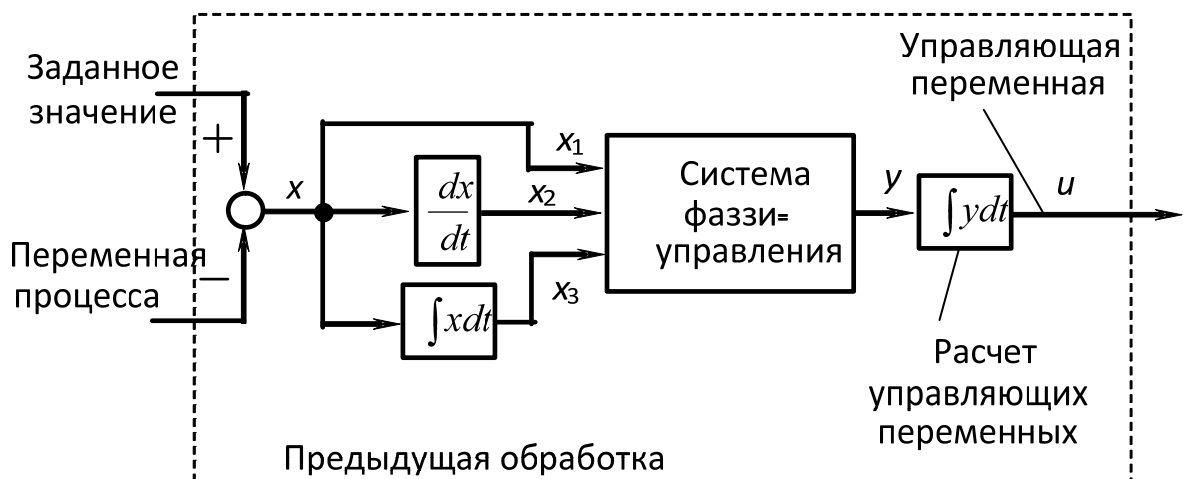 Заданное
значение
+
Переменная
процесса
−
x
dx
dt
∫xdt
x1
x2
x3
Система
фаззи=
управления
y
∫ydt
Управляющая
переменная
u
Расчет
управляющих
переменных
Предыдущая обработка